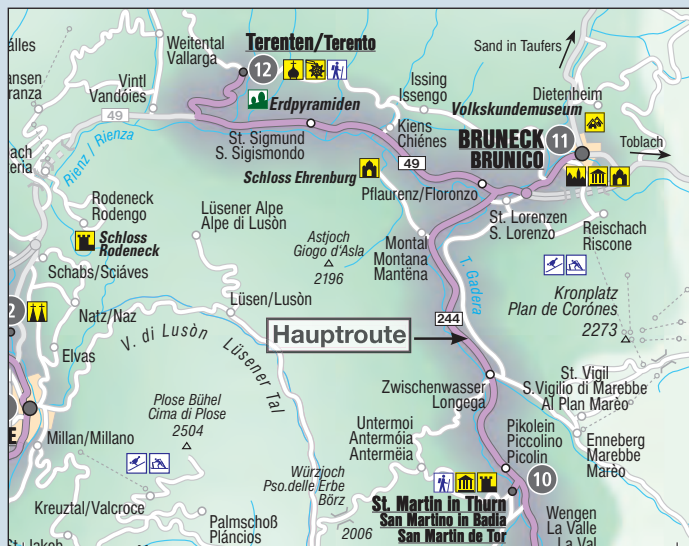 Weitental
Vallarga
Terenten/Terento
Sand in Taufers
12
Issing
Issengo
Dietenheim
Volkskundemuseum
Vintl
Vandóies
Erdpyramiden
49
Rienz / Rienza
St. Sigmund
S. Sigismondo
Kiens
Chiénes
BRUNECK
BRUNICO
11
Toblach
49
Schloss Ehrenburg
Pflaurenz/Floronzo
Rodeneck
Rodengo
Schloss
Rodeneck
Lüsener Alpe
Alpe di Lusòn
Astjoch
Giogo d'Asla
2196
Montal
Montana
Mantëna
St. Lorenzen
S. Lorenzo
Reischach
Riscone
Schabs/Sciáves
T. Gadera
Kronplatz
Plan de Corónes
2273
Natz/Naz
Lüsen/Lusòn
244
Hauptroute
V. di Lusòn
Lüsener Tal
Elvas
Plose Bühel
Cima di Plose
2504
Zwischenwasser
Longega
St. Vigil
S.Vigilio di Marebbe
Al Plan Marèo
Untermoi
Antermóia
Antermëia
Pikolein
Piccolino
Picolin
Enneberg
Marebbe
Marèo
Millan/Millano
Würzjoch
Pso.delle Erbe
Börz
2006
10
St. Martin in Thurn
San Martino in Badia
San Martin de Tor
Kreuztal/Valcroce
Palmschoß
Pláncios
Wengen
La Valle
La Val